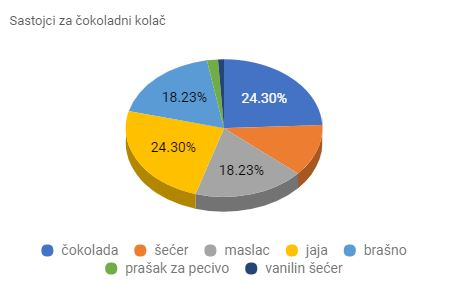 Sastojci za čokoladni kolač
18.23%
24.30%
24.30%
18.23%
čokolada šećer maslac jaja brašno
prašak za pecivo vanilin šećer